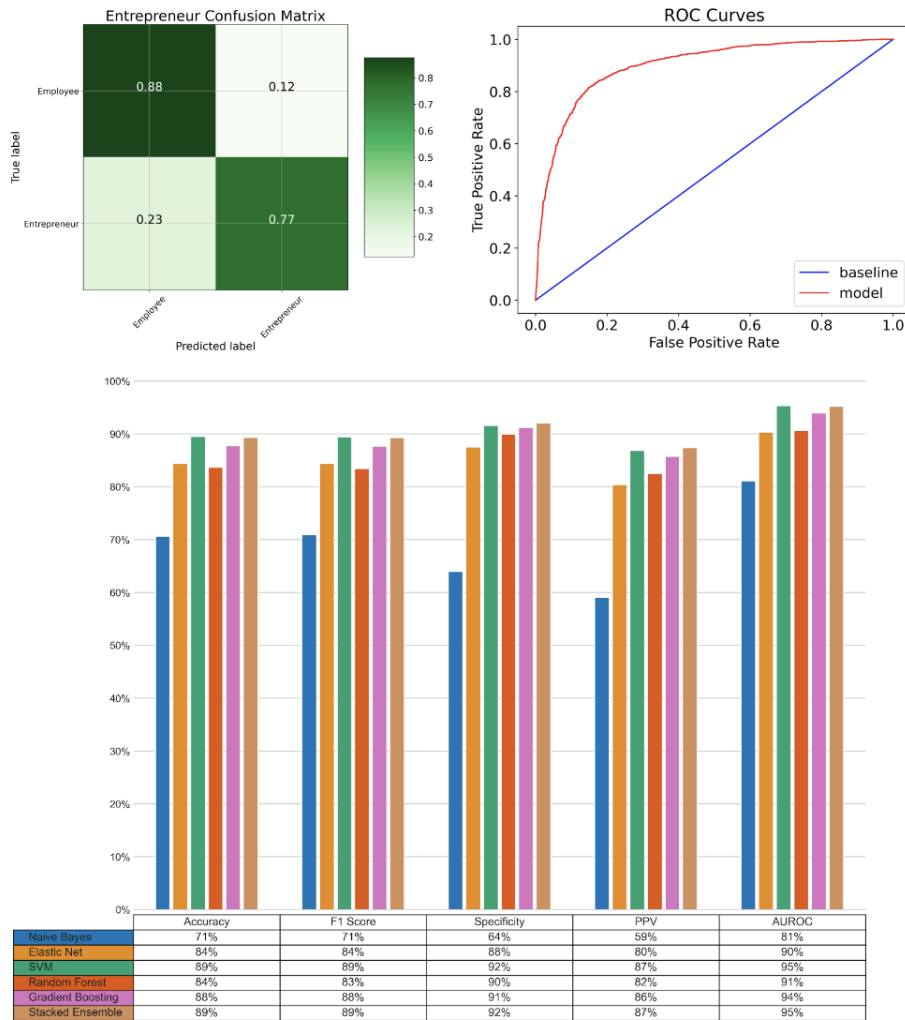 Entrepreneur Confusion Matrix
True label
Employee
Entrepreneur
0.88
0.12
0.23
0.77
Employee
Entrepreneur
Predicted label
0.8
0.7
0.6
0.5
0.4
0.3
0.2
ROC Curves
True Positive Rate
1.0
0.8
0.6
0.4
0.2
0.0
0.0 0.2 0.4 0.6 0.8 1.0
False Positive Rate
baseline
model
100%
90%
80%
70%
60%
50%
40%
30%
20%
10%
0%
Accuracy F1 Score Specificity PPV AUROC
Naive Bayes 71% 71% 64% 59% 81%
Elastic Net 84% 84% 88% 80% 90%
SVM 89% 89% 92% 87% 95%
Random Forest 84% 83% 90% 82% 91%
Gradient Boosting 88% 88% 91% 86% 94%
Stacked Ensemble 89% 89% 92% 87% 95%